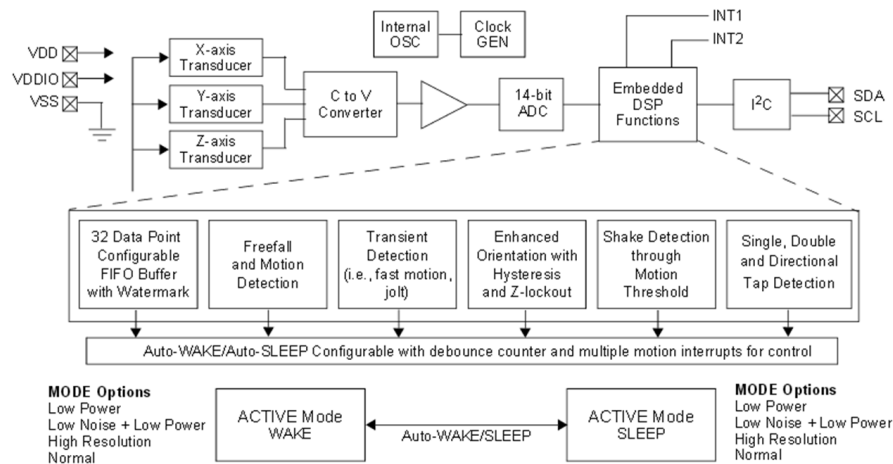 VDD
VDDIO
VSS
X-axis
Transducer
Y-axis
Transducer
Z-axis
Transducer
Internal
OSC
Clock
GEN
C to V
Converter
14-bit
ADC
Embedded
DSP
Functions
INT1
INT2
I²C
SDA
SCL
32 Data Point
Configurable
FIFO Buffer
with Watermark
Freefall
and Motion
Detection
Transient
Detection
(i.e., fast motion,
jolt)
Enhanced
Orientation with
Hysteresis
and Z-lockout
Shake Detection
through
Motion
Threshold
Single, Double
and Directional
Tap Detection
Auto-WAKE/Auto-SLEEP Configurable with debounce counter and multiple motion interrupts for control
MODE Options
Low Power
Low Noise + Low Power
High Resolution
Normal
ACTIVE Mode
WAKE
Auto-WAKE/SLEEP
ACTIVE Mode
SLEEP
MODE Options
Low Power
Low Noise + Low Power
High Resolution
Normal